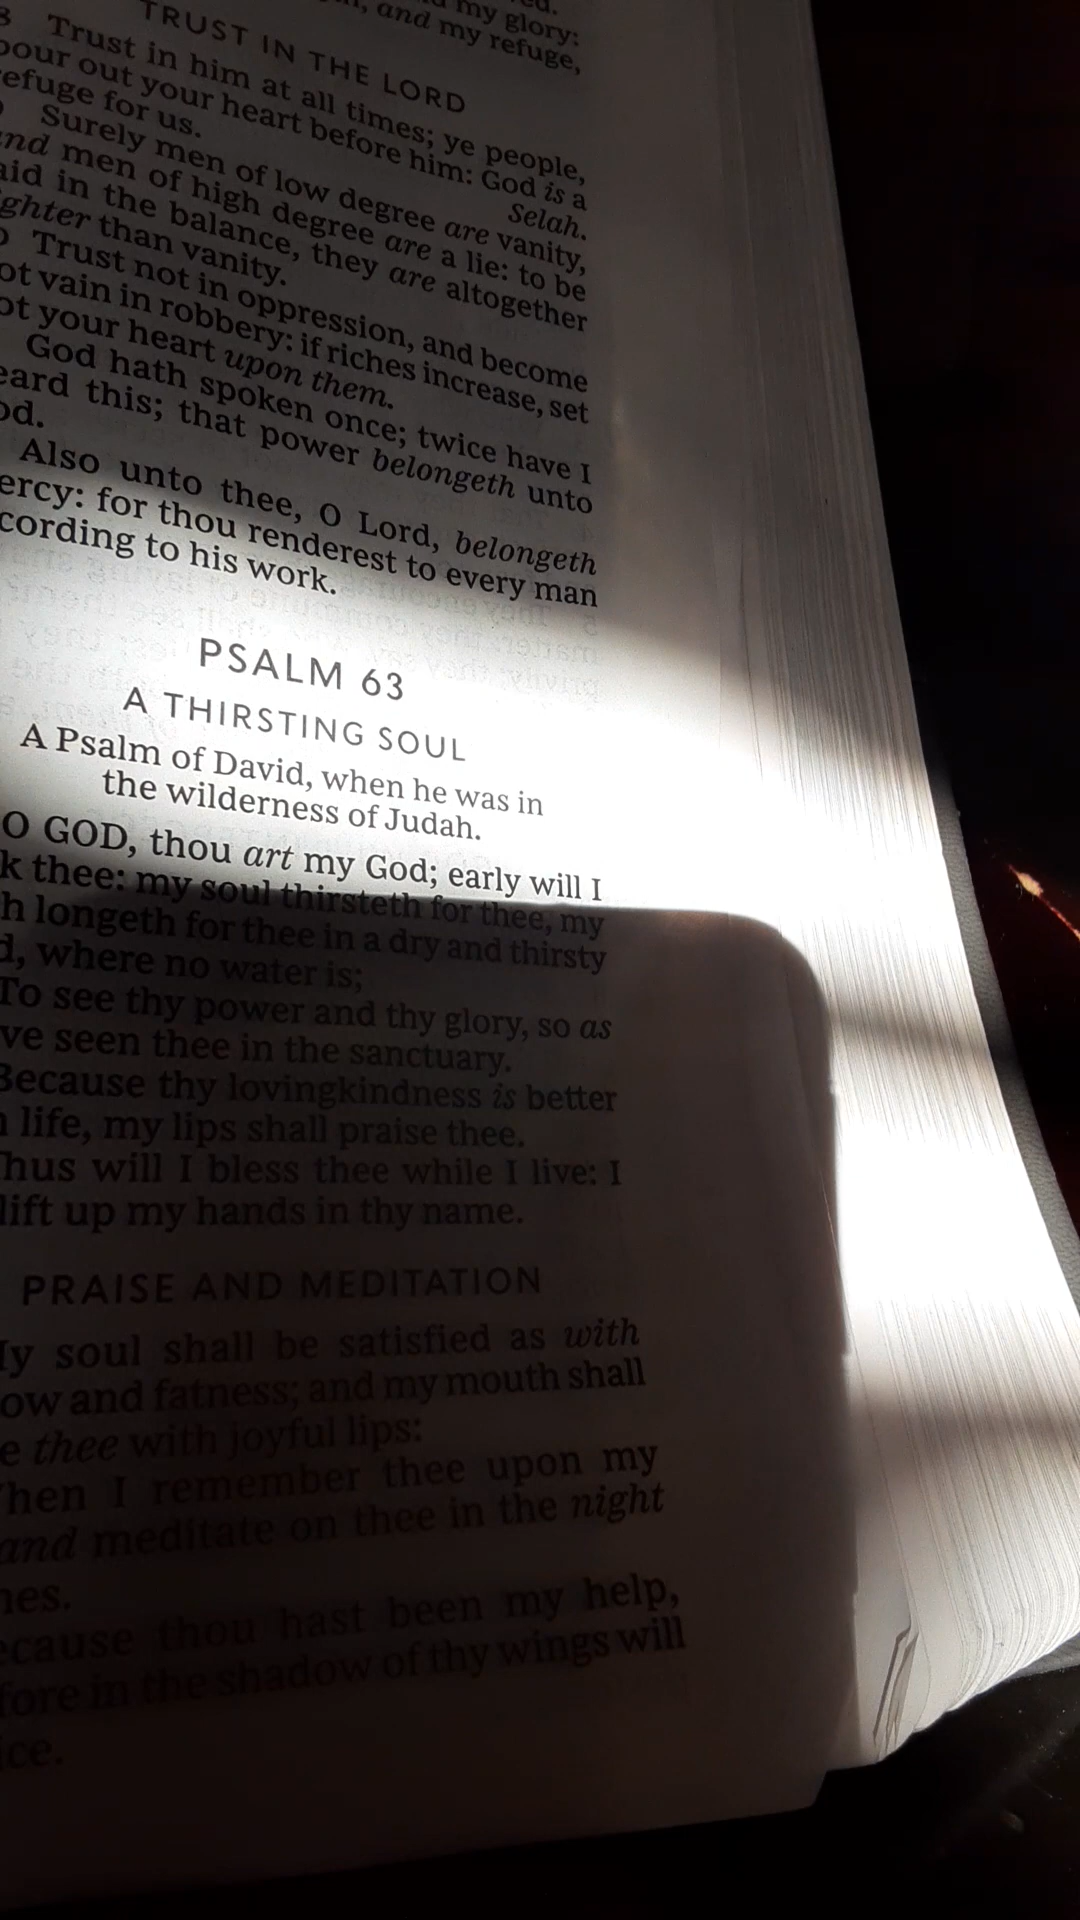 my glory:
and my refuge,
TRUST IN THE LORD
Trust in him at all times; ye people,
pour out your heart before him: God is a
refuge for us. Selah.
Surely men of low degree are vanity,
and men of high degree are a lie: to be
aid in the balance, they are altogether
ghter than vanity.
Trust not in oppression, and become
ot vain in robbery: if riches increase, set
ot your heart upon them.
God hath spoken once; twice have I
eard this; that power belongeth unto
od.
Also unto thee, O Lord, belongeth
ercy: for thou renderest to every man
cording to his work.
PSALM 63
A THIRSTING SOUL
A Psalm of David, when he was in
the wilderness of Judah.
O GOD, thou art my God; early will I
k thee: my soul thirsteth for thee, my
h longeth for thee in a dry and thirsty
d, where no water is;
To see thy power and thy glory, so as
ve seen thee in the sanctuary.
Because thy lovingkindness is better
n life, my lips shall praise thee.
Thus will I bless thee while I live: I
lift up my hands in thy name.
PRAISE AND MEDITATION
My soul shall be satisfied as with
ow and fatness; and my mouth shall
e thee with joyful lips:
hen I remember thee upon my
and meditate on thee in the night
hes.
ecause thou hast been my help,
fore in the shadow of thy wings will
ice.